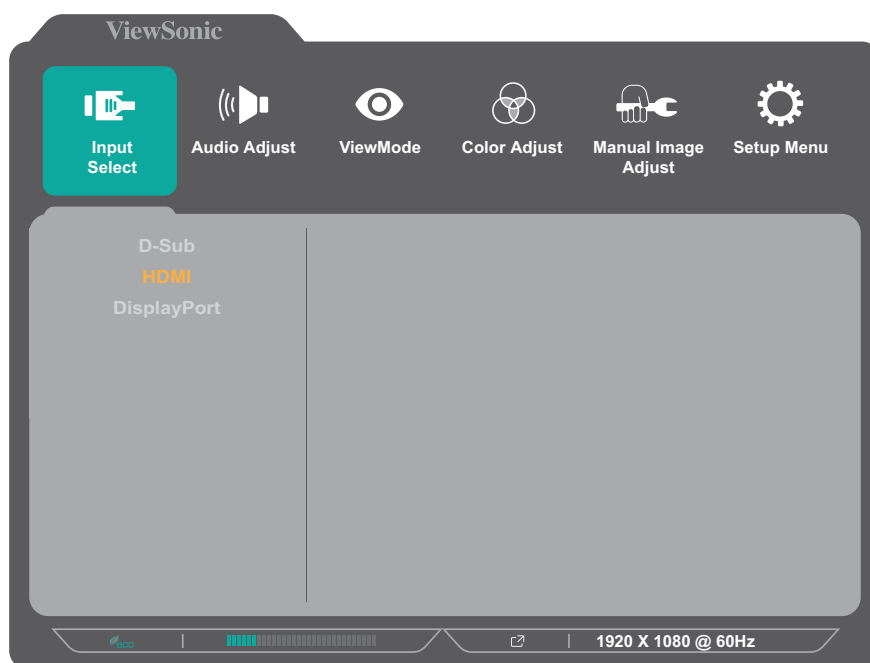 ViewSonic
Input
Select
Audio Adjust
ViewMode
Color Adjust
Manual Image
Adjust
Setup Menu
D-Sub
HDMI
DisplayPort
eco
1920 X 1080 @ 60Hz